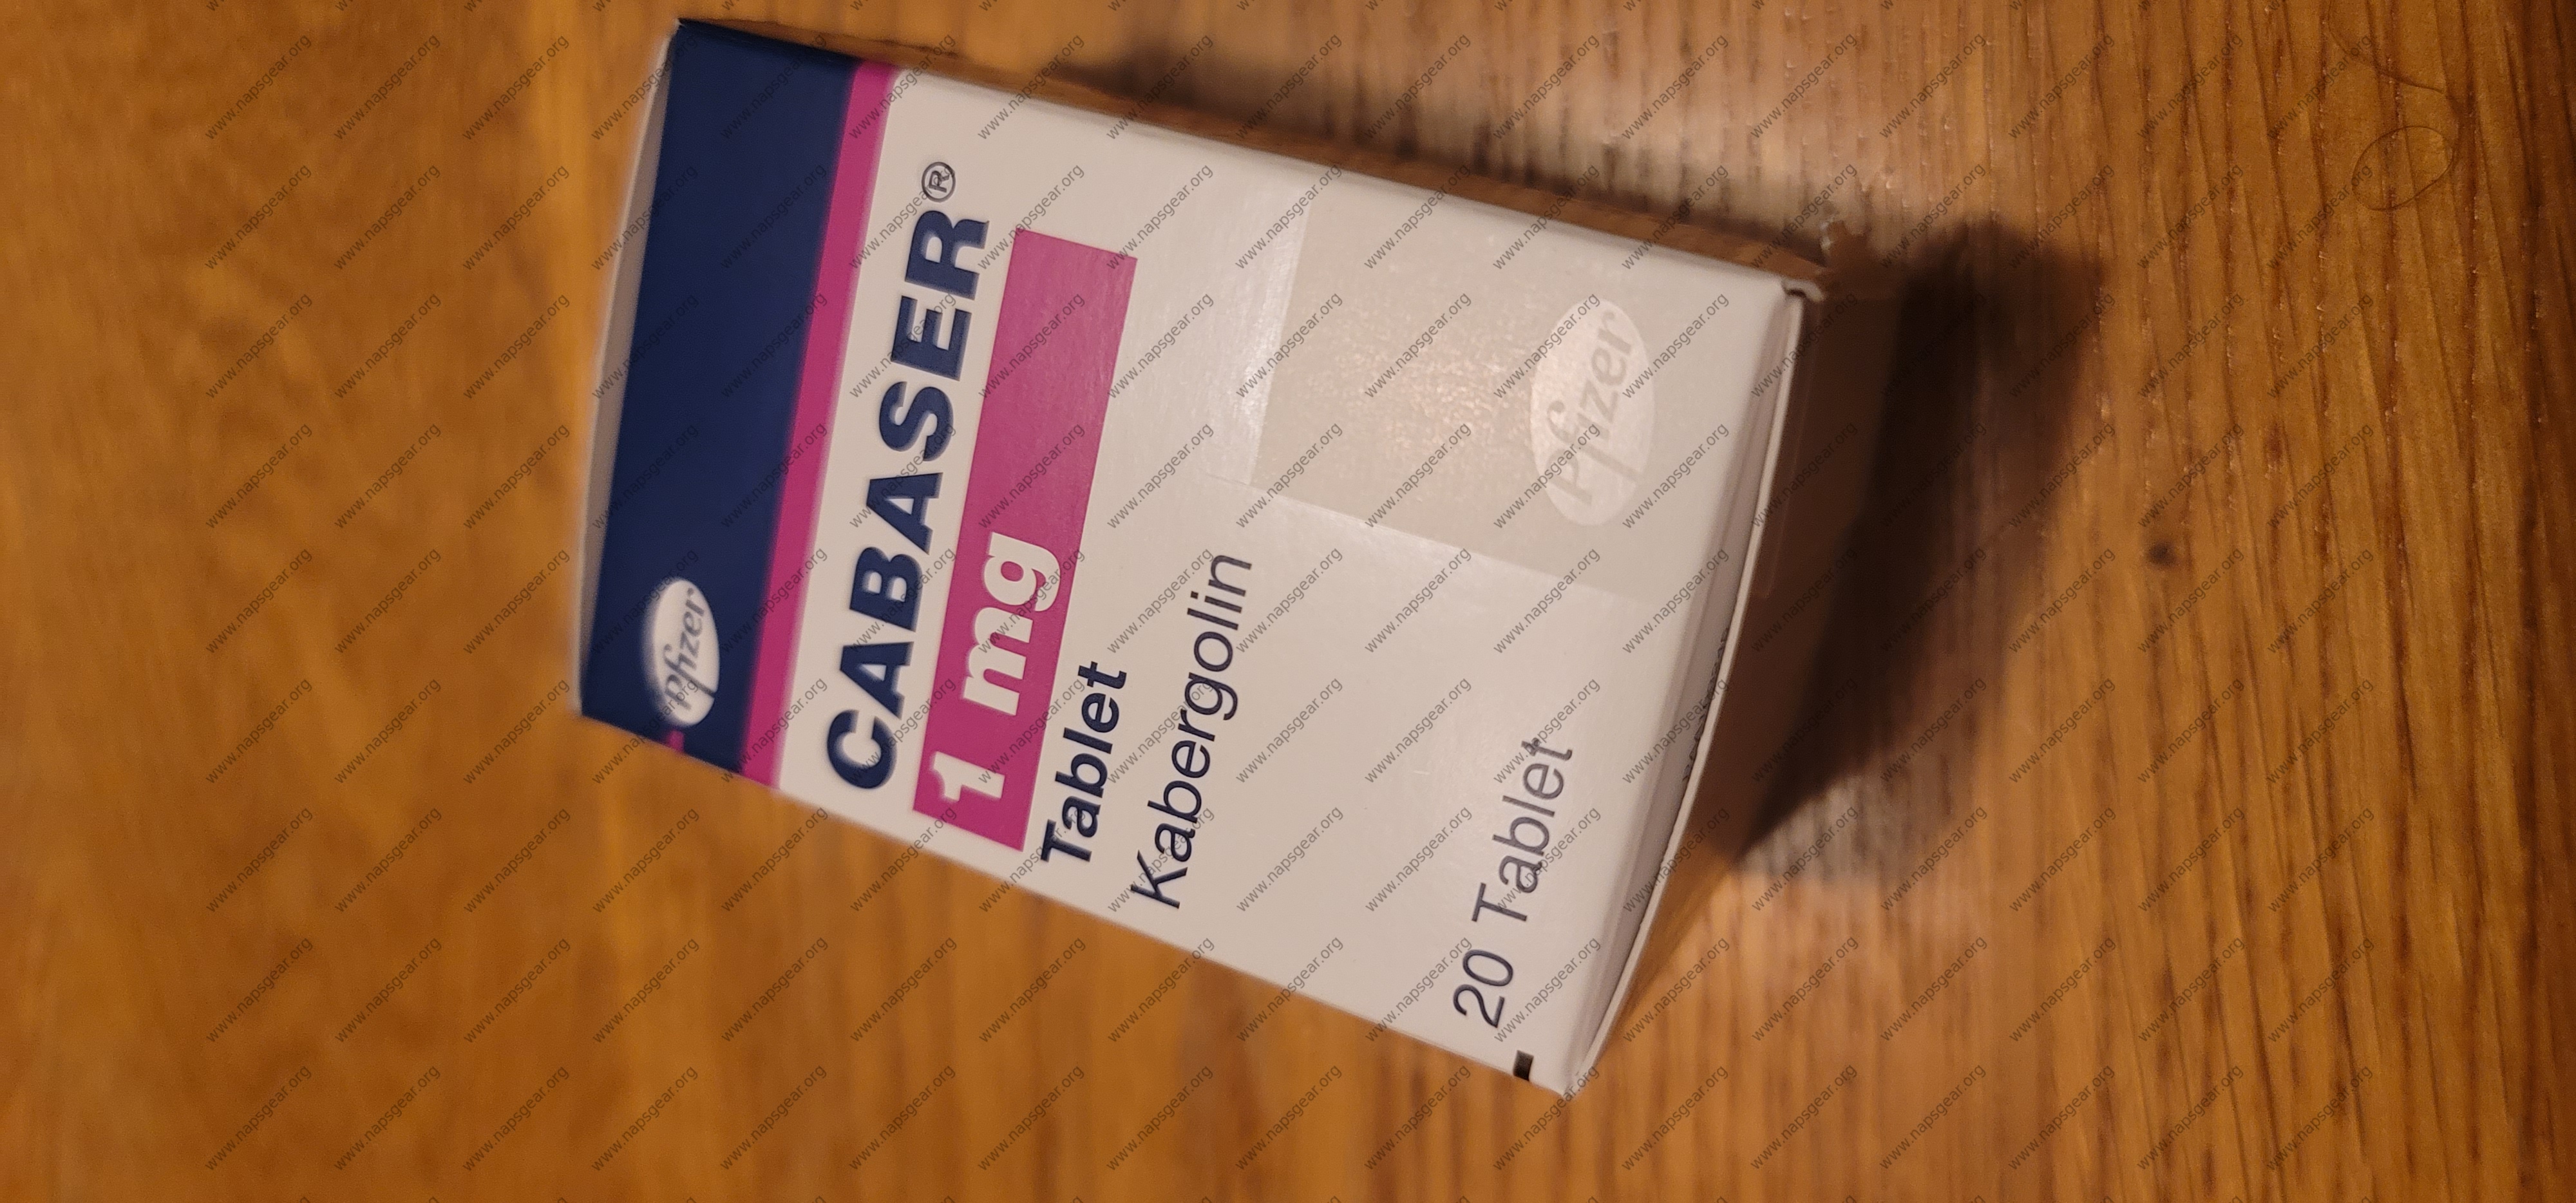 Pfizer
CABASER®
1 mg
Tablet
Kabergolin
Pfizer
20 Tablet
www.napsgear.org